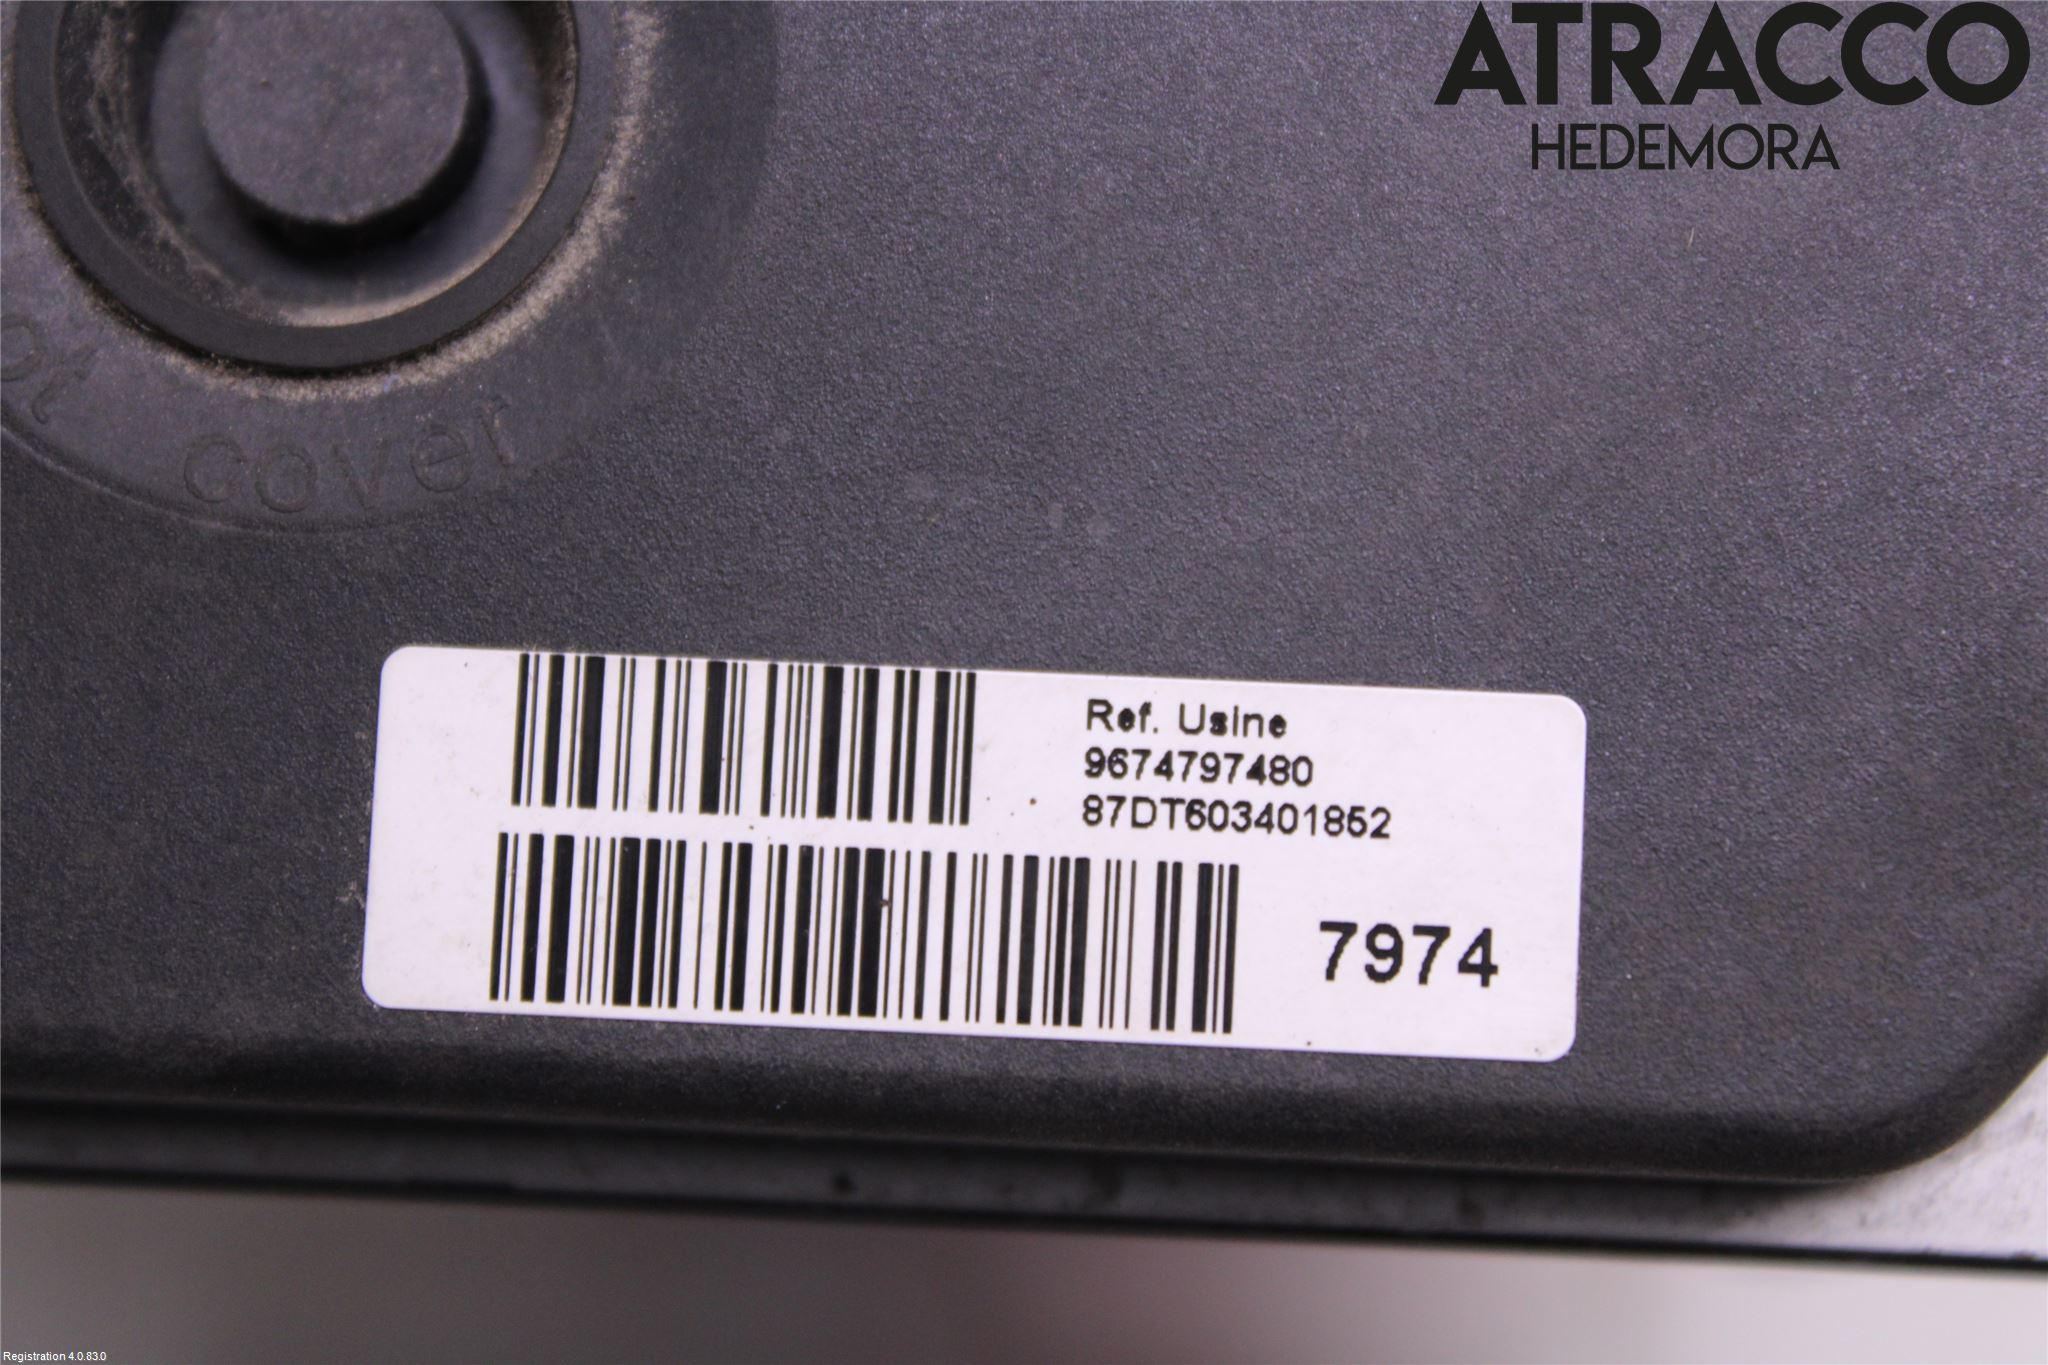 ATRACCO
HEDEMORA
cover
Ref. Usine
9674797480
87DT603401852
7974
Registration 4.0.83.0